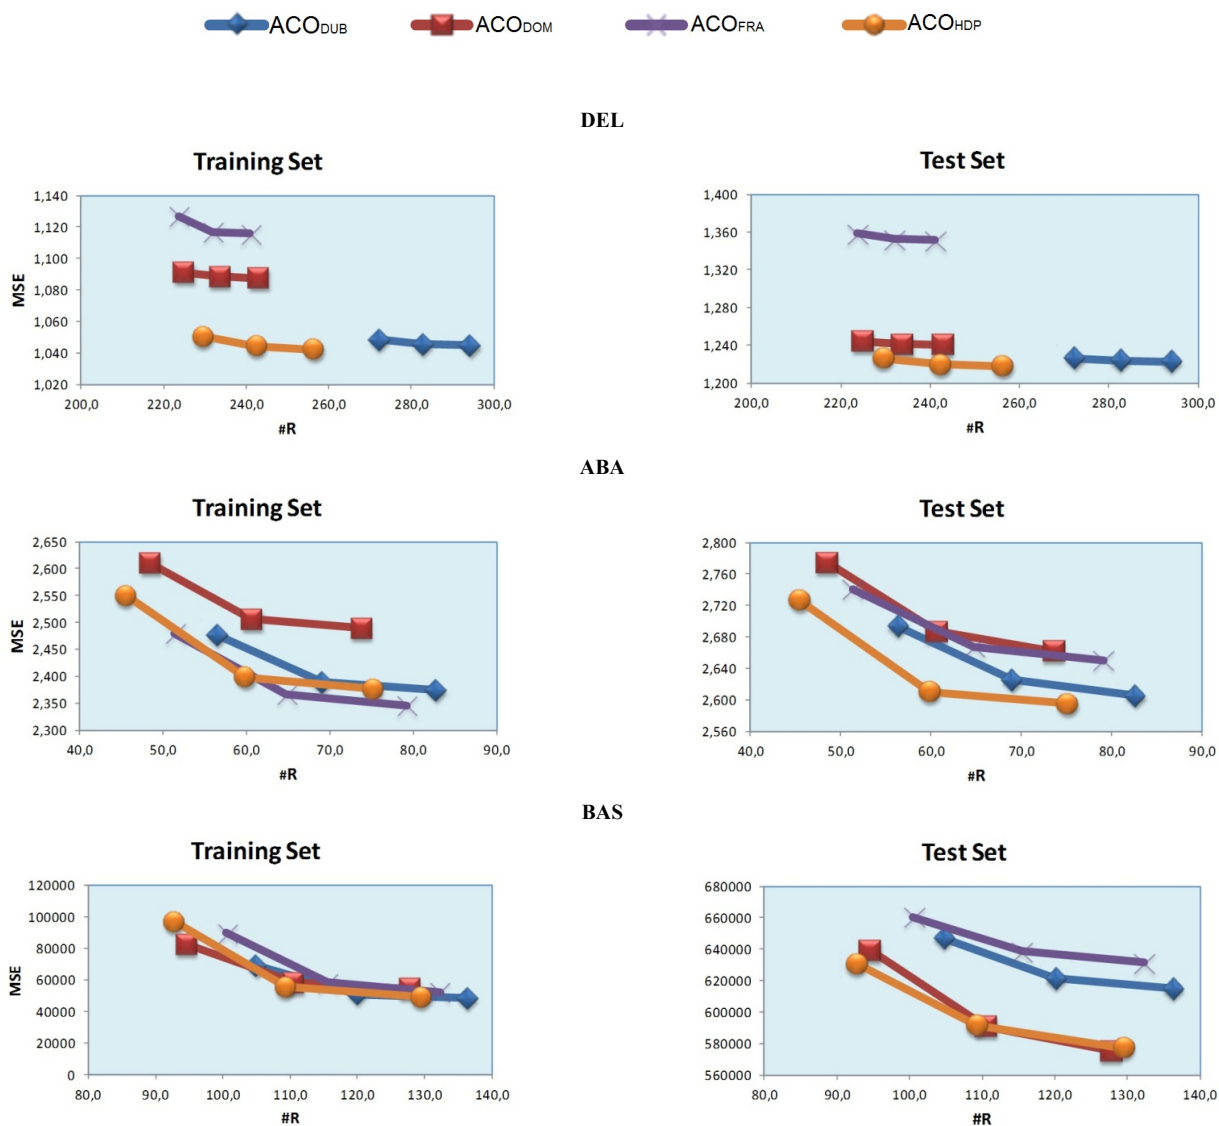 ACODUB ACODOM ACOFRA ACOHDP
DEL
Training Set
1,140
1,120
1,100
1,080
1,060
1,040
1,020
MSE
200,0 220,0 240,0 260,0 280,0 300,0
#R
Test Set
1,400
1,360
1,320
1,280
1,240
1,200
200,0 220,0 240,0 260,0 280,0 300,0
#R
ABA
Training Set
2,650
2,600
2,550
2,500
2,450
2,400
2,350
2,300
MSE
40,0 50,0 60,0 70,0 80,0 90,0
#R
Test Set
2,800
2,760
2,720
2,680
2,640
2,600
2,560
MSE
40,0 50,0 60,0 70,0 80,0 90,0
#R
BAS
Training Set
120000
100000
80000
60000
40000
20000
0
MSE
80,0 90,0 100,0 110,0 120,0 130,0 140,0
#R
Test Set
680000
660000
640000
620000
600000
580000
560000
80,0 90,0 100,0 110,0 120,0 130,0 140,0
#R